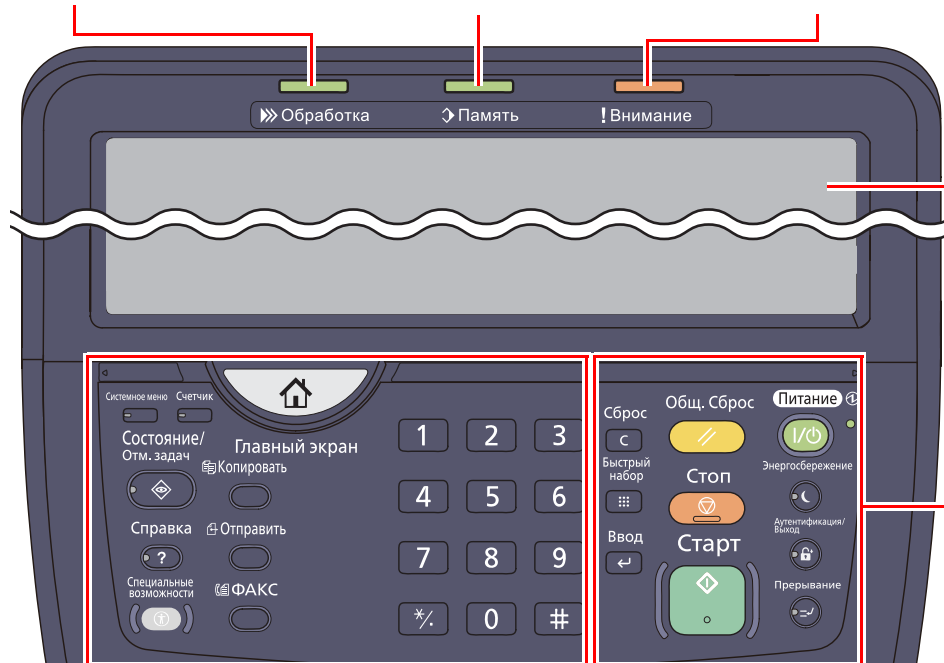 Обработка
Память
!Внимание
Системное меню
Счетчик
Состояние/
Отм. задач
Главный экран
Копировать
Справка
?
Отправить
Специальные
возможности
ФАКС
1 2 3
4 5 6
7 8 9
*/. 0 #
Сброс
C
Быстрый
набор
Ввод
Общ. Сброс
Стоп
Старт
Питание
Энергосбережение
Аутентификация/
Выход
Прерывание